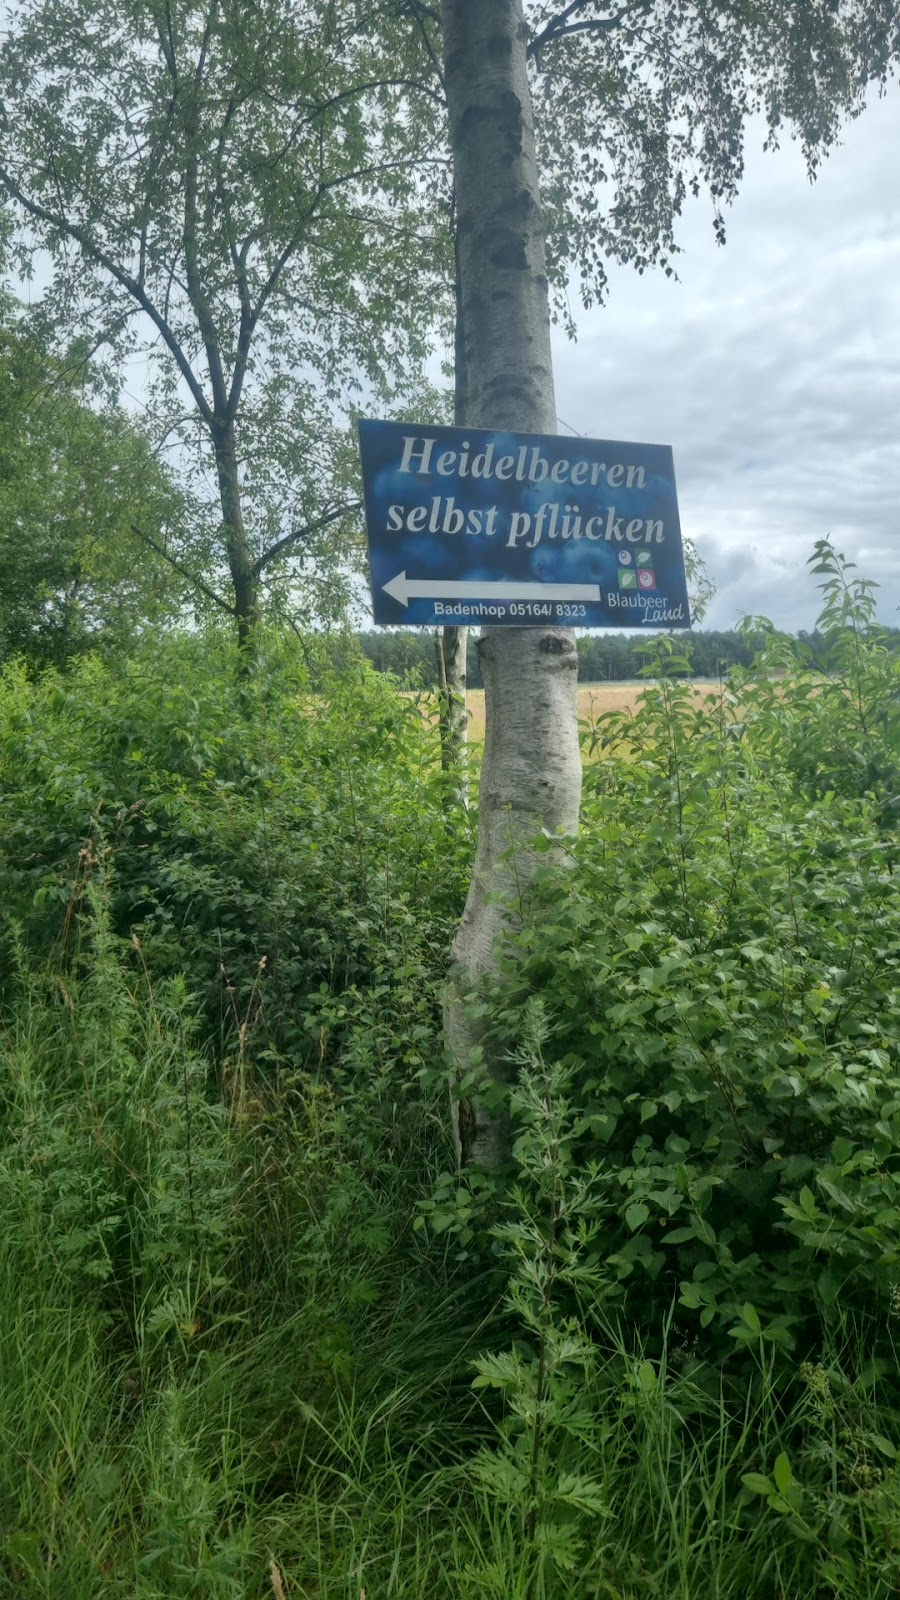 Heidelbeeren
selbst pflücken
Badenhop 05164/ 8323
Blaubeer
Land